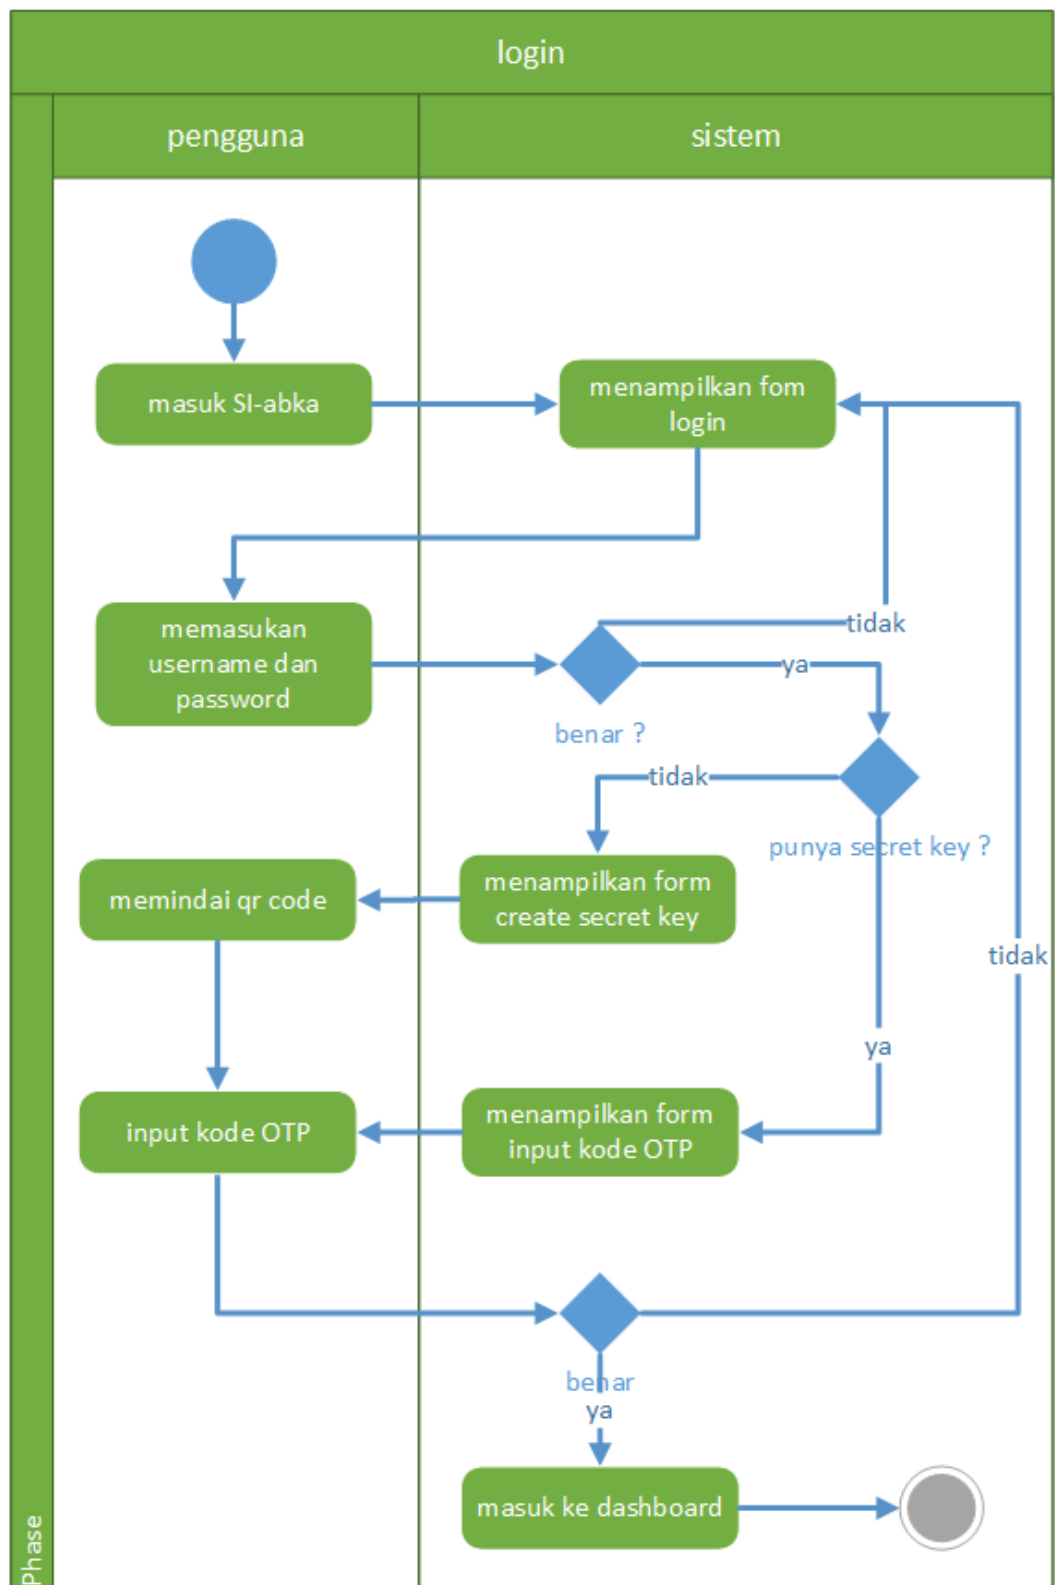 login
pengguna
sistem
masuk SI-abka
menampilkan fom
login
memasukan
username dan
password
tidak
ya
benar ?
tidak
punya secret key ?
menampilkan form
create secret key
memindai qr code
tidak
ya
menampilkan form
input kode OTP
input kode OTP
benar
ya
masuk ke dashboard
Phase